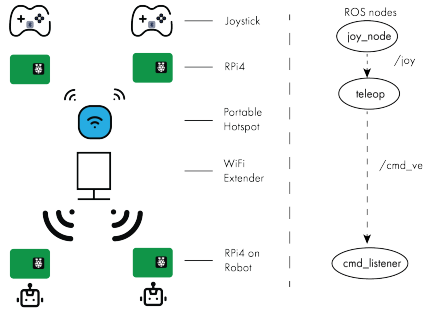 Joystick
RPi4
Portable
Hotspot
WiFi
Extender
RPi4 on
Robot
ROS nodes
joy_node
/joy
teleop
/cmd_ve
cmd_listener